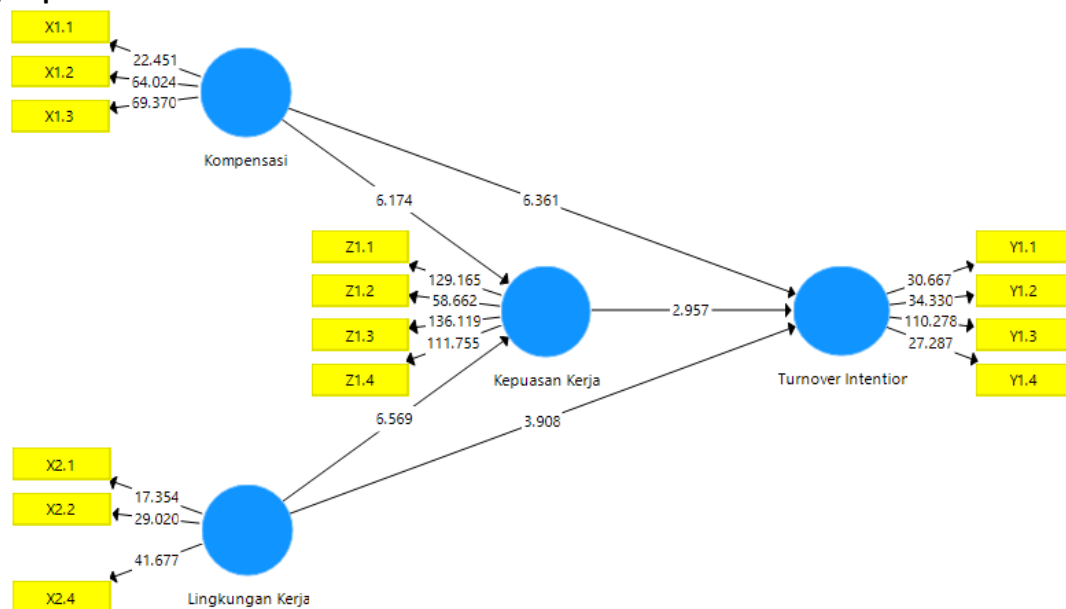 X1.1
22.451
X1.2
64.024
X1.3
69.370
Kompensasi
6.174
6.361
Z1.1
129.165
Z1.2
58.662
Z1.3
136.119
Z1.4
111.755
Kepuasan Kerja
2.957
Y1.1
30.667
Y1.2
34.330
Y1.3
110.278
Y1.4
27.287
Turnover Intention
6.569
3.908
X2.1
17.354
X2.2
29.020
X2.4
41.677
Lingkungan Kerja